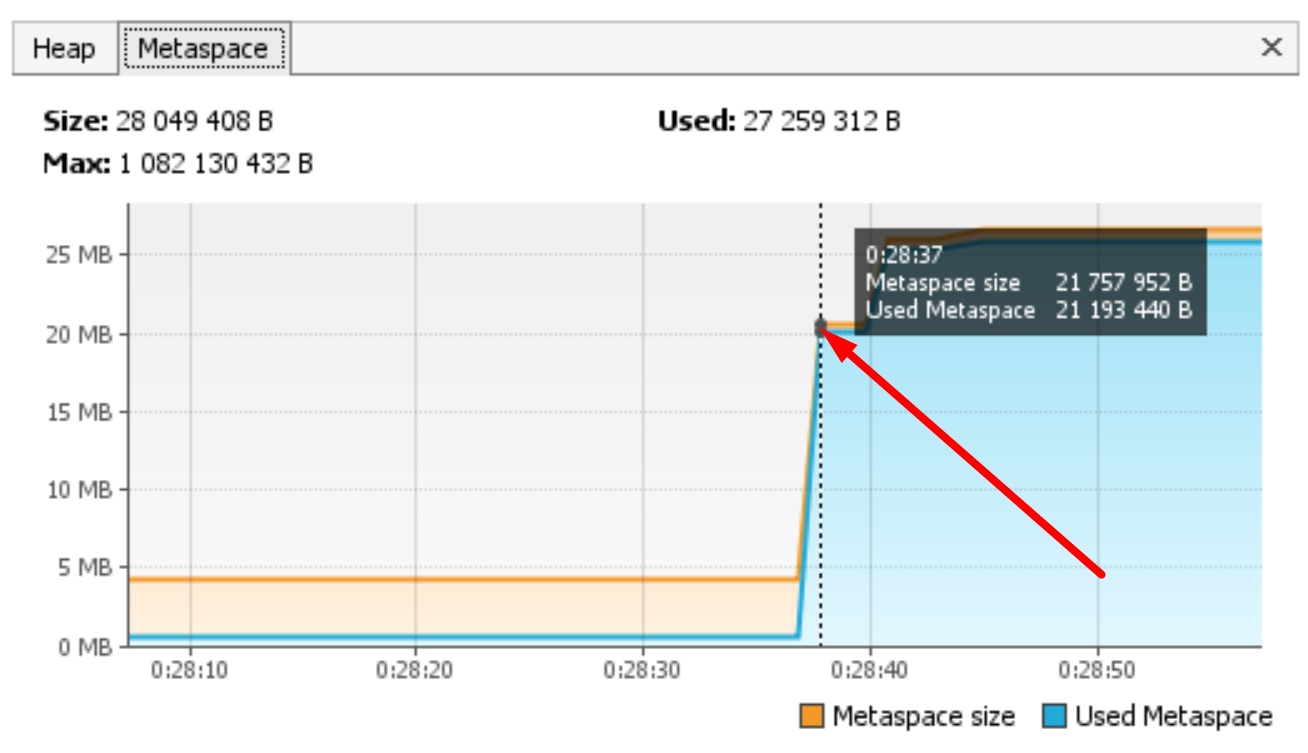 Heap Metaspace ×
Size: 28 049 408 B Used: 27 259 312 B
Max: 1 082 130 432 B
25 MB
20 MB
15 MB
10 MB
5 MB
0 MB
0:28:37
Metaspace size 21 757 952 B
Used Metaspace 21 193 440 B
0:28:10 0:28:20 0:28:30 0:28:40 0:28:50
Metaspace size Used Metaspace